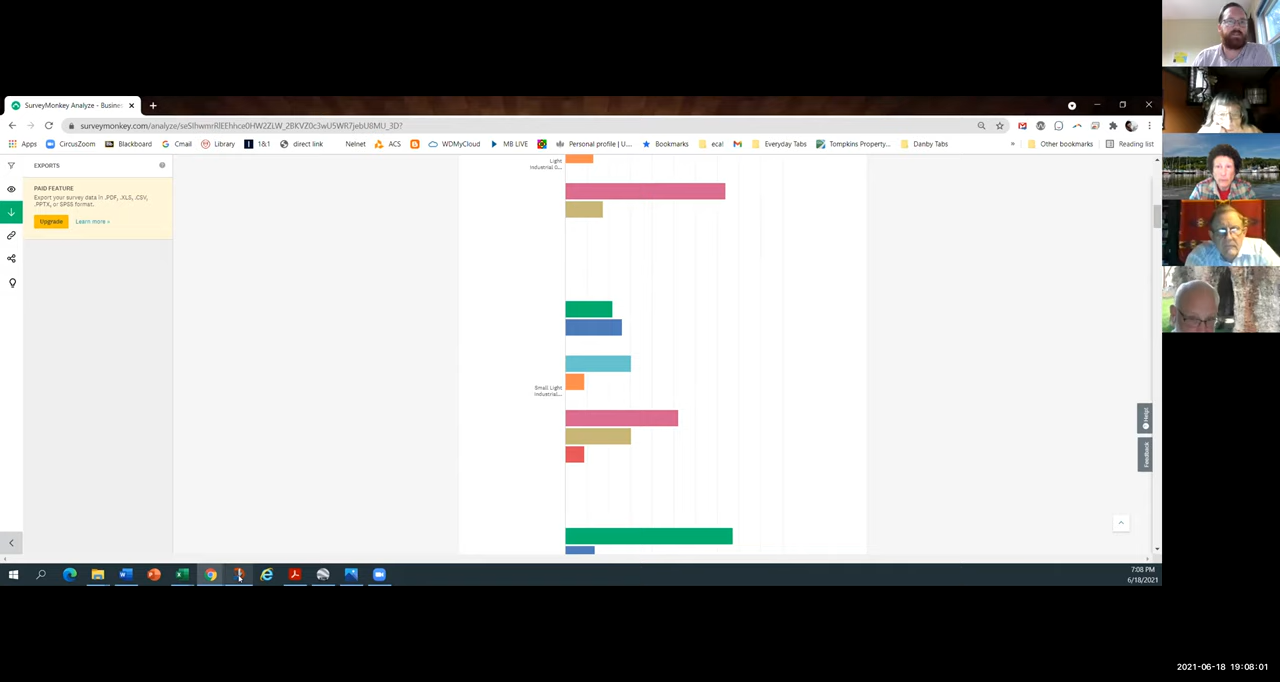 SurveyMonkey Analyze - Busine
surveymonkey.com/analyze/
Apps CircusZoom Blackboard Gmail Library 1&1 direct link Nelnet ACS WDMyCloud MB LIVE Personal profile | U... Bookmarks ecal Everyday Tabs Tompkins Property... Danby Tabs » Other bookmarks Reading list
EXPORTS
PAID FEATURE
Export your survey data in .PDF, .XLS, .CSV,
.PPTX, or SPSS format.
Upgrade Learn more »
Light
Industrial O...
Small Light
Industrial...
Help!
Feedback
7:08 PM
6/18/2021
2021-06-18 19:08:01